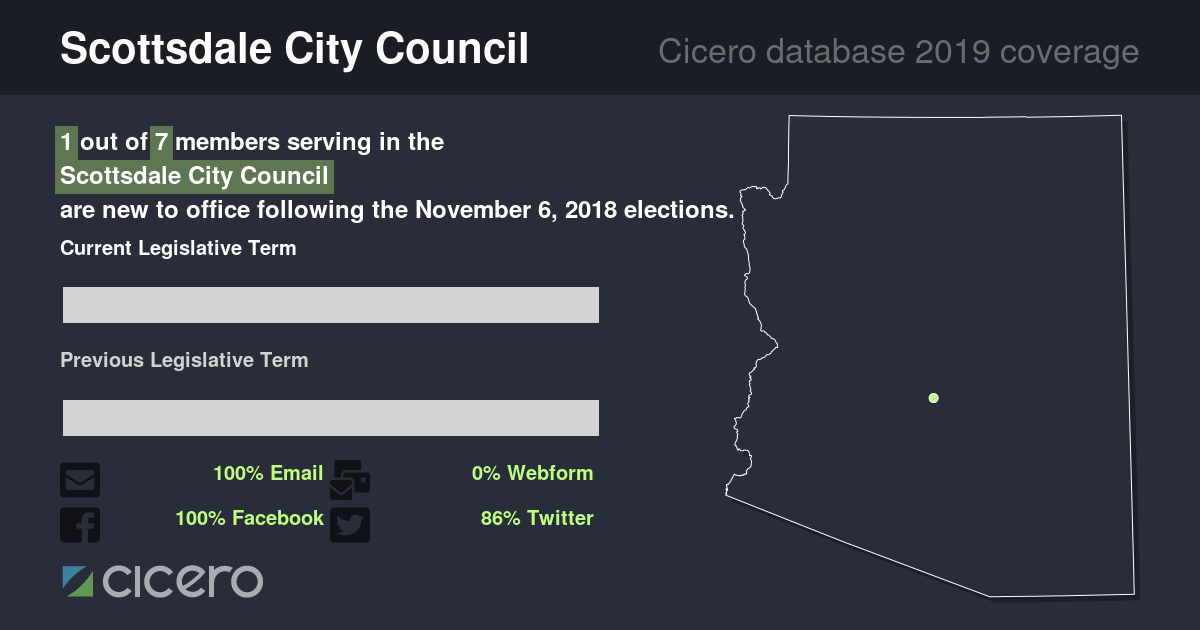 Scottsdale City Council
Cicero database 2019 coverage
1 out of 7 members serving in the
Scottsdale City Council
are new to office following the November 6, 2018 elections.
Current Legislative Term
Previous Legislative Term
100% Email
0% Webform
100% Facebook
86% Twitter
cicero